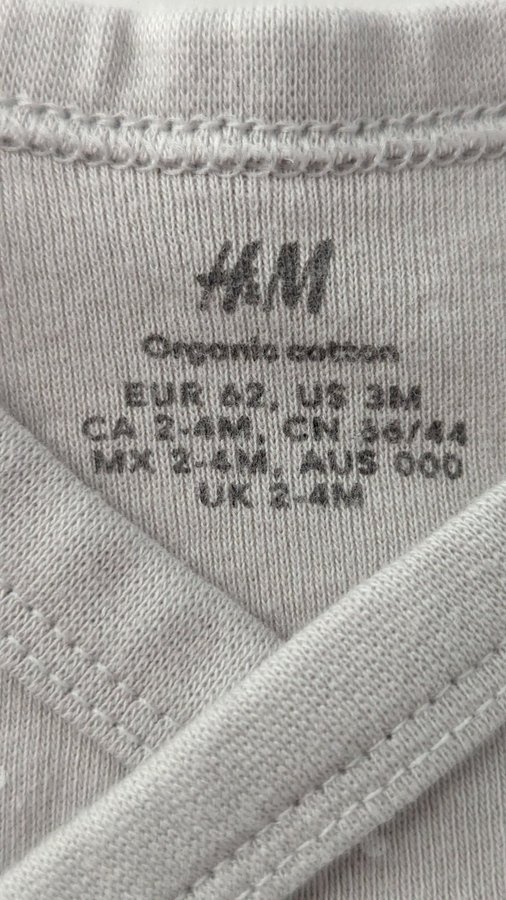 H&M
Organic cotton
EUR 62, US 3M
CA 2-4M, CN 66/44
MX 2-4M, AUS 000
UK 2-4M